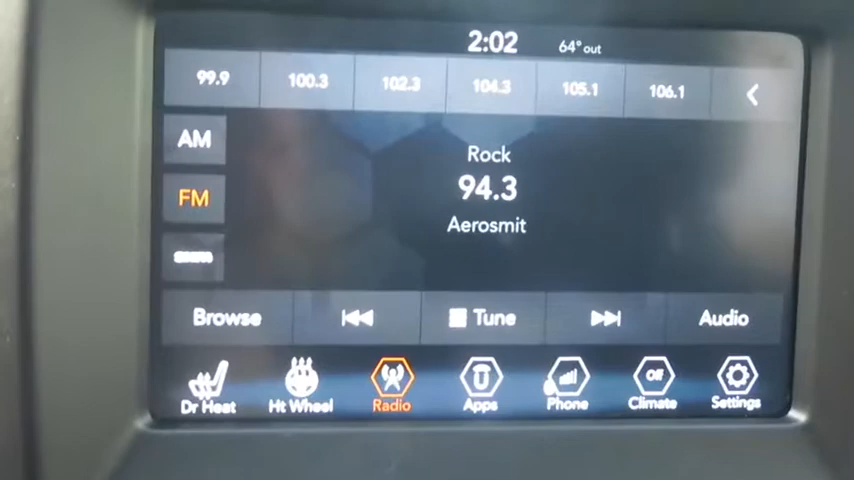 2:02 64° out
99.9 100.3 102.3 104.3 105.1 106.1
AM
Rock
94.3
FM
Aerosmit
Browse Tune Audio
Off
Dr Heat Ht Wheel Radio Apps Phone Climate Settings